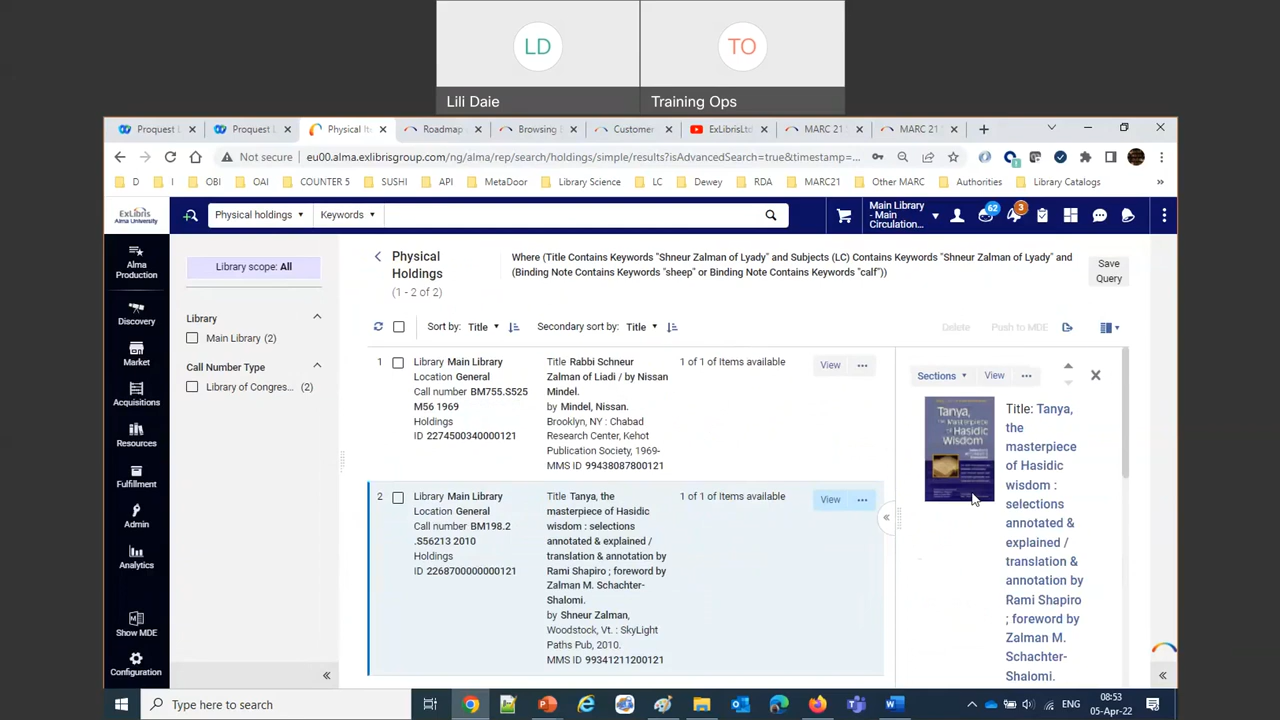 LD
TO
Lili Daie
Training Ops
Proquest L
Proquest L
Physical It
Roadmap
Browsing E
Customer
ExLibrisLtd
MARC 21
MARC 21
Not secure
eu00.alma.exlibrisgroup.com/ng/alma/rep/search/holdings/simple/results?isAdvancedSearch=true&timestamp=...
D
I
OBI
OAI
COUNTER 5
SUSHI
API
MetaDoor
Library Science
LC
Dewey
RDA
MARC21
Other MARC
Authorities
Library Catalogs
ExLibris
Alma University
Physical holdings
Keywords
Main Library
- Main
Circulation...
62
3
Alma
Production
Discovery
Market
Acquisitions
Resources
Fulfillment
Admin
Analytics
Show MDE
Configuration
Library scope: All
Library
Main Library (2)
Call Number Type
Library of Congres... (2)
Physical
Holdings
(1 - 2 of 2)
Where (Title Contains Keywords "Shneur Zalman of Lyady" and Subjects (LC) Contains Keywords "Shneur Zalman of Lyady" and
(Binding Note Contains Keywords "sheep" or Binding Note Contains Keywords "calf"))
Save
Query
Sort by: Title
Secondary sort by: Title
Delete
Push to MDE
1
Library Main Library
Location General
Call number BM755.S525
M56 1969
Holdings
ID 2274500340000121
Title Rabbi Schneur
Zalman of Liadi / by Nissan
Mindel.
by Mindel, Nissan.
Brooklyn, NY : Chabad
Research Center, Kehot
Publication Society, 1969-
MMS ID 99438087800121
1 of 1 of Items available
View
2
Library Main Library
Location General
Call number BM198.2
.S56213 2010
Holdings
ID 2268700000000121
Title Tanya, the
masterpiece of Hasidic
wisdom : selections
annotated & explained /
translation & annotation by
Rami Shapiro ; foreword by
Zalman M. Schachter-
Shalomi.
by Shneur Zalman,
Woodstock, Vt. : SkyLight
Paths Pub, 2010.
MMS ID 99341211200121
1 of 1 of Items available
View
Sections
View
Tanya,
the Masterpiece
of Hasidic
Wisdom
Title: Tanya,
the
masterpiece
of Hasidic
wisdom :
selections
annotated &
explained /
translation &
annotation by
Rami Shapiro
; foreword by
Zalman M.
Schachter-
Shalomi.
Type here to search
ENG
08:53
05-Apr-22